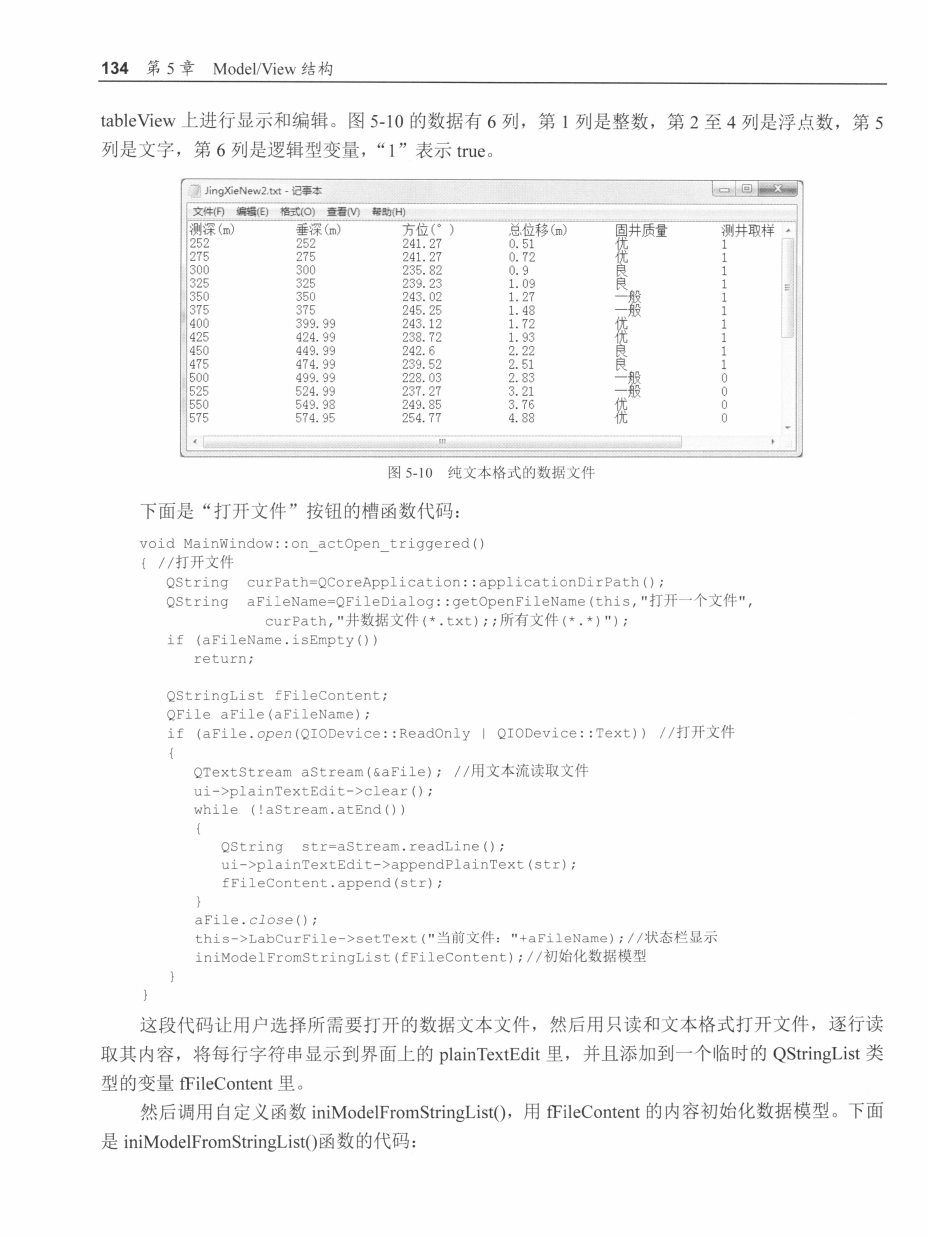 134 第 5 章 Model/View 结构
tableView 上进行显示和编辑。图 5-10 的数据有 6 列，第 1 列是整数，第 2 至 4 列是浮点数，第 5
列是文字，第 6 列是逻辑型变量，“1”表示 true。
JingXieNew2.txt - 记事本
文件(F) 编辑(E) 格式(O) 查看(V) 帮助(H)
测深(m) 垂深(m) 方位(°) 总位移(m) 固井质量 测井取样
252 252 241.27 0.51 优 1
275 275 241.27 0.72 优 1
300 300 235.82 0.9 良 1
325 325 239.23 1.09 良 1
350 350 243.02 1.27 一般 1
375 375 245.25 1.48 一般 1
400 399.99 243.12 1.72 优 1
425 424.99 238.72 1.93 优 1
450 449.99 242.6 2.22 良 1
475 474.99 239.52 2.51 良 1
500 499.99 228.03 2.83 一般 0
525 524.99 237.27 3.21 一般 0
550 549.98 249.85 3.76 优 0
575 574.95 254.77 4.88 优 0
图 5-10 纯文本格式的数据文件
下面是“打开文件”按钮的槽函数代码：
void MainWindow::on_actOpen_triggered()
{ //打开文件
QString curPath=QCoreApplication::applicationDirPath();
QString aFileName=QFileDialog::getOpenFileName(this,"打开一个文件",
curPath,"井数据文件(*.txt);;所有文件(*.*)");
if (aFileName.isEmpty())
return;
QStringList fFileContent;
QFile aFile(aFileName);
if (aFile.open(QIODevice::ReadOnly | QIODevice::Text)) //打开文件
{
QTextStream aStream(&aFile); //用文本流读取文件
ui->plainTextEdit->clear();
while (!aStream.atEnd())
{
QString str=aStream.readLine();
ui->plainTextEdit->appendPlainText(str);
fFileContent.append(str);
}
aFile.close();
this->LabCurFile->setText("当前文件："+aFileName);//状态栏显示
iniModelFromStringList(fFileContent);//初始化数据模型
}
}
这段代码让用户选择所需要打开的数据文本文件，然后用只读和文本格式打开文件，逐行读
取其内容，将每行字符串显示到界面上的 plainTextEdit 里，并且添加到一个临时的 QStringList 类
型的变量 fFileContent 里。
然后调用自定义函数 iniModelFromStringList()，用 fFileContent 的内容初始化数据模型。下面
是 iniModelFromStringList()函数的代码：